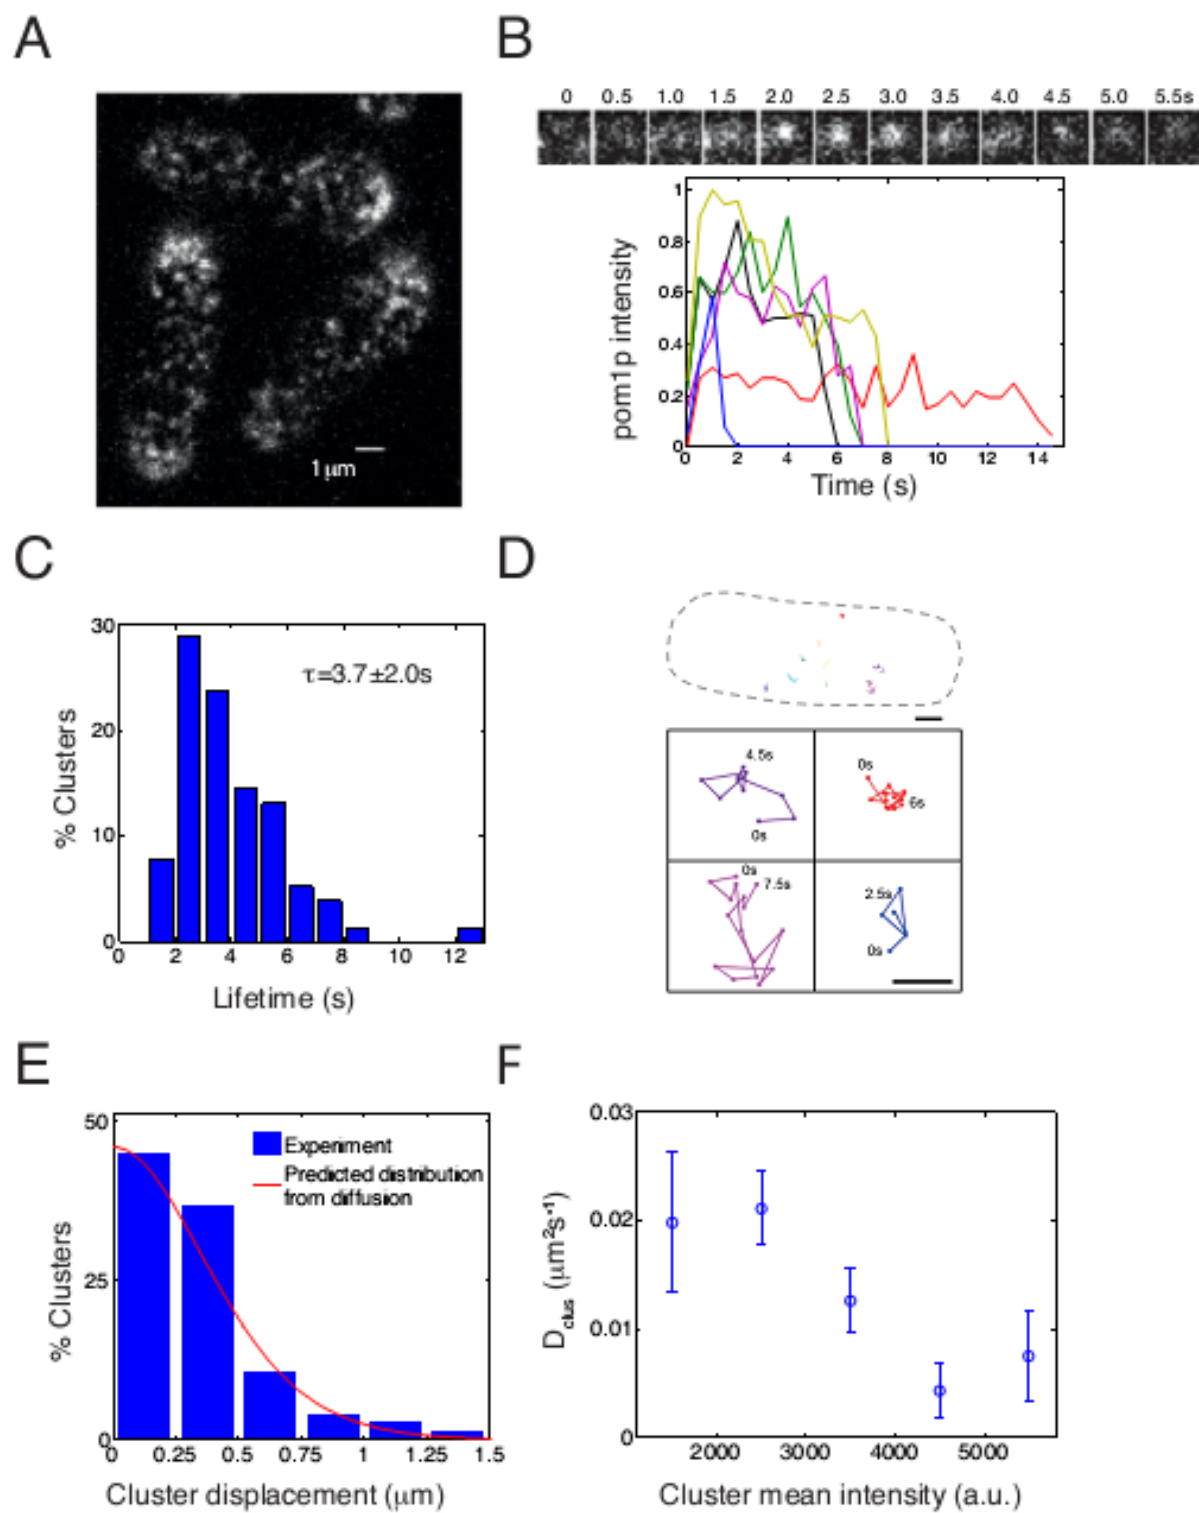 A
1 μm
B
0 0.5 1.0 1.5 2.0 2.5 3.0 3.5 4.0 4.5 5.0 5.5s
1
0.8
0.6
0.4
0.2
0
pom1p intensity
0 2 4 6 8 10 12 14
Time (s)
C
30
20
10
0
% Clusters
τ=3.7±2.0s
0 2 4 6 8 10 12
Lifetime (s)
D
4.5s
0s
0s
6s
0s
7.5s
2.5s
0s
E
50
25
0
% Clusters
Experiment
Predicted distribution
from diffusion
0 0.25 0.5 0.75 1 1.25 1.5
Cluster displacement (μm)
F
0.03
0.02
0.01
0
Dclus (μm²s⁻¹)
2000 3000 4000 5000
Cluster mean intensity (a.u.)